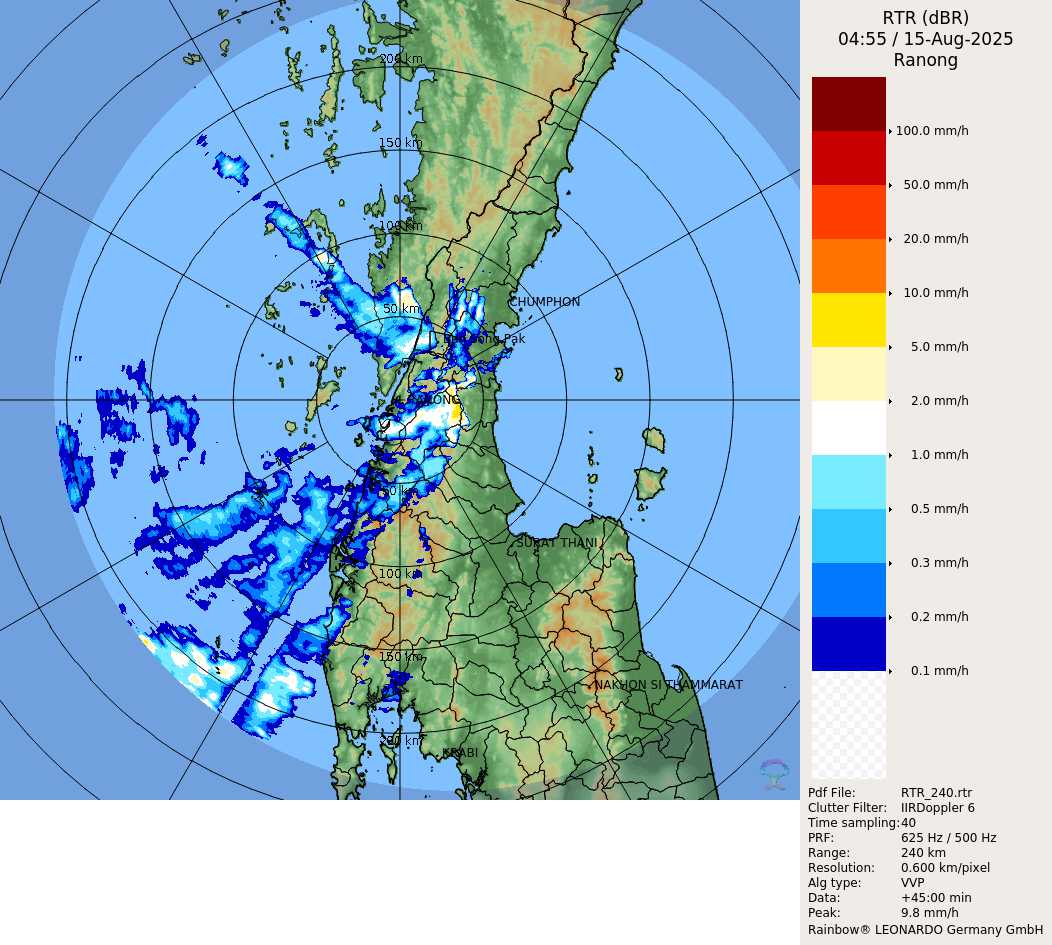 RTR (dBR)
04:55 / 15-Aug-2025
Ranong
100.0 mm/h
50.0 mm/h
20.0 mm/h
10.0 mm/h
5.0 mm/h
2.0 mm/h
1.0 mm/h
0.5 mm/h
0.3 mm/h
0.2 mm/h
0.1 mm/h
200 km
150 km
100 km
50 km
CHUMPHON
RANONG
50 km
SURAT THANI
100 km
150 km
NAKHON SI THAMMARAT
200 km
KRABI
Pdf File: RTR_240.rtr
Clutter Filter: IIRDoppler 6
Time sampling:40
PRF: 625 Hz / 500 Hz
Range: 240 km
Resolution: 0.600 km/pixel
Alg type: VVP
Data: +45:00 min
Peak: 9.8 mm/h
Rainbow® LEONARDO Germany GmbH